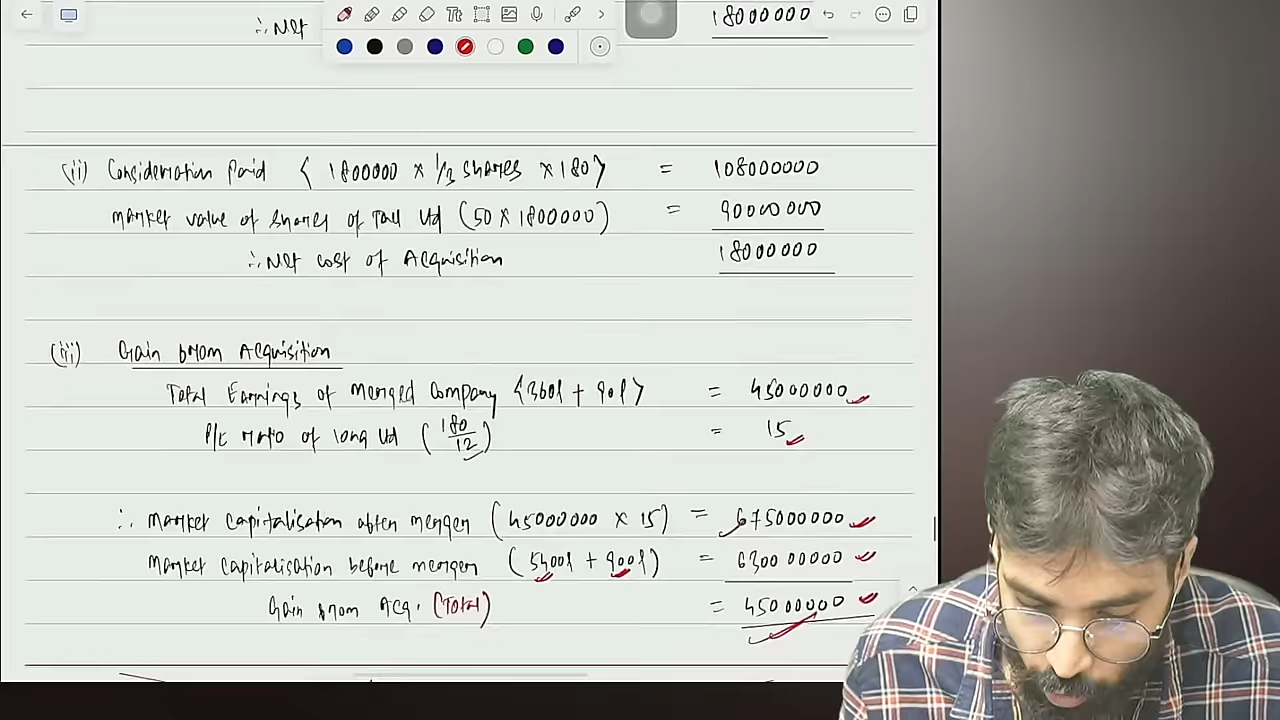 ∴ Net
18000000
Tt
(ii) Consideration Paid { 1800000 × 1/3 shares × 180 } = 108000000
Market value of shares of Tall Ltd (50 × 1800000) = 90000000
∴ Net cost of Acquisition 18000000
(iii) Gain from Acquisition
Total Earnings of Merged Company {360l + 90l} = 45000000
P/E Ratio of long Ltd (180/12) = 15
∴ Market Capitalisation after merger (45000000 × 15) = 675000000
Market Capitalisation before merger (5400l + 900l) = 630000000
Gain from Acq. (Total) = 45000000